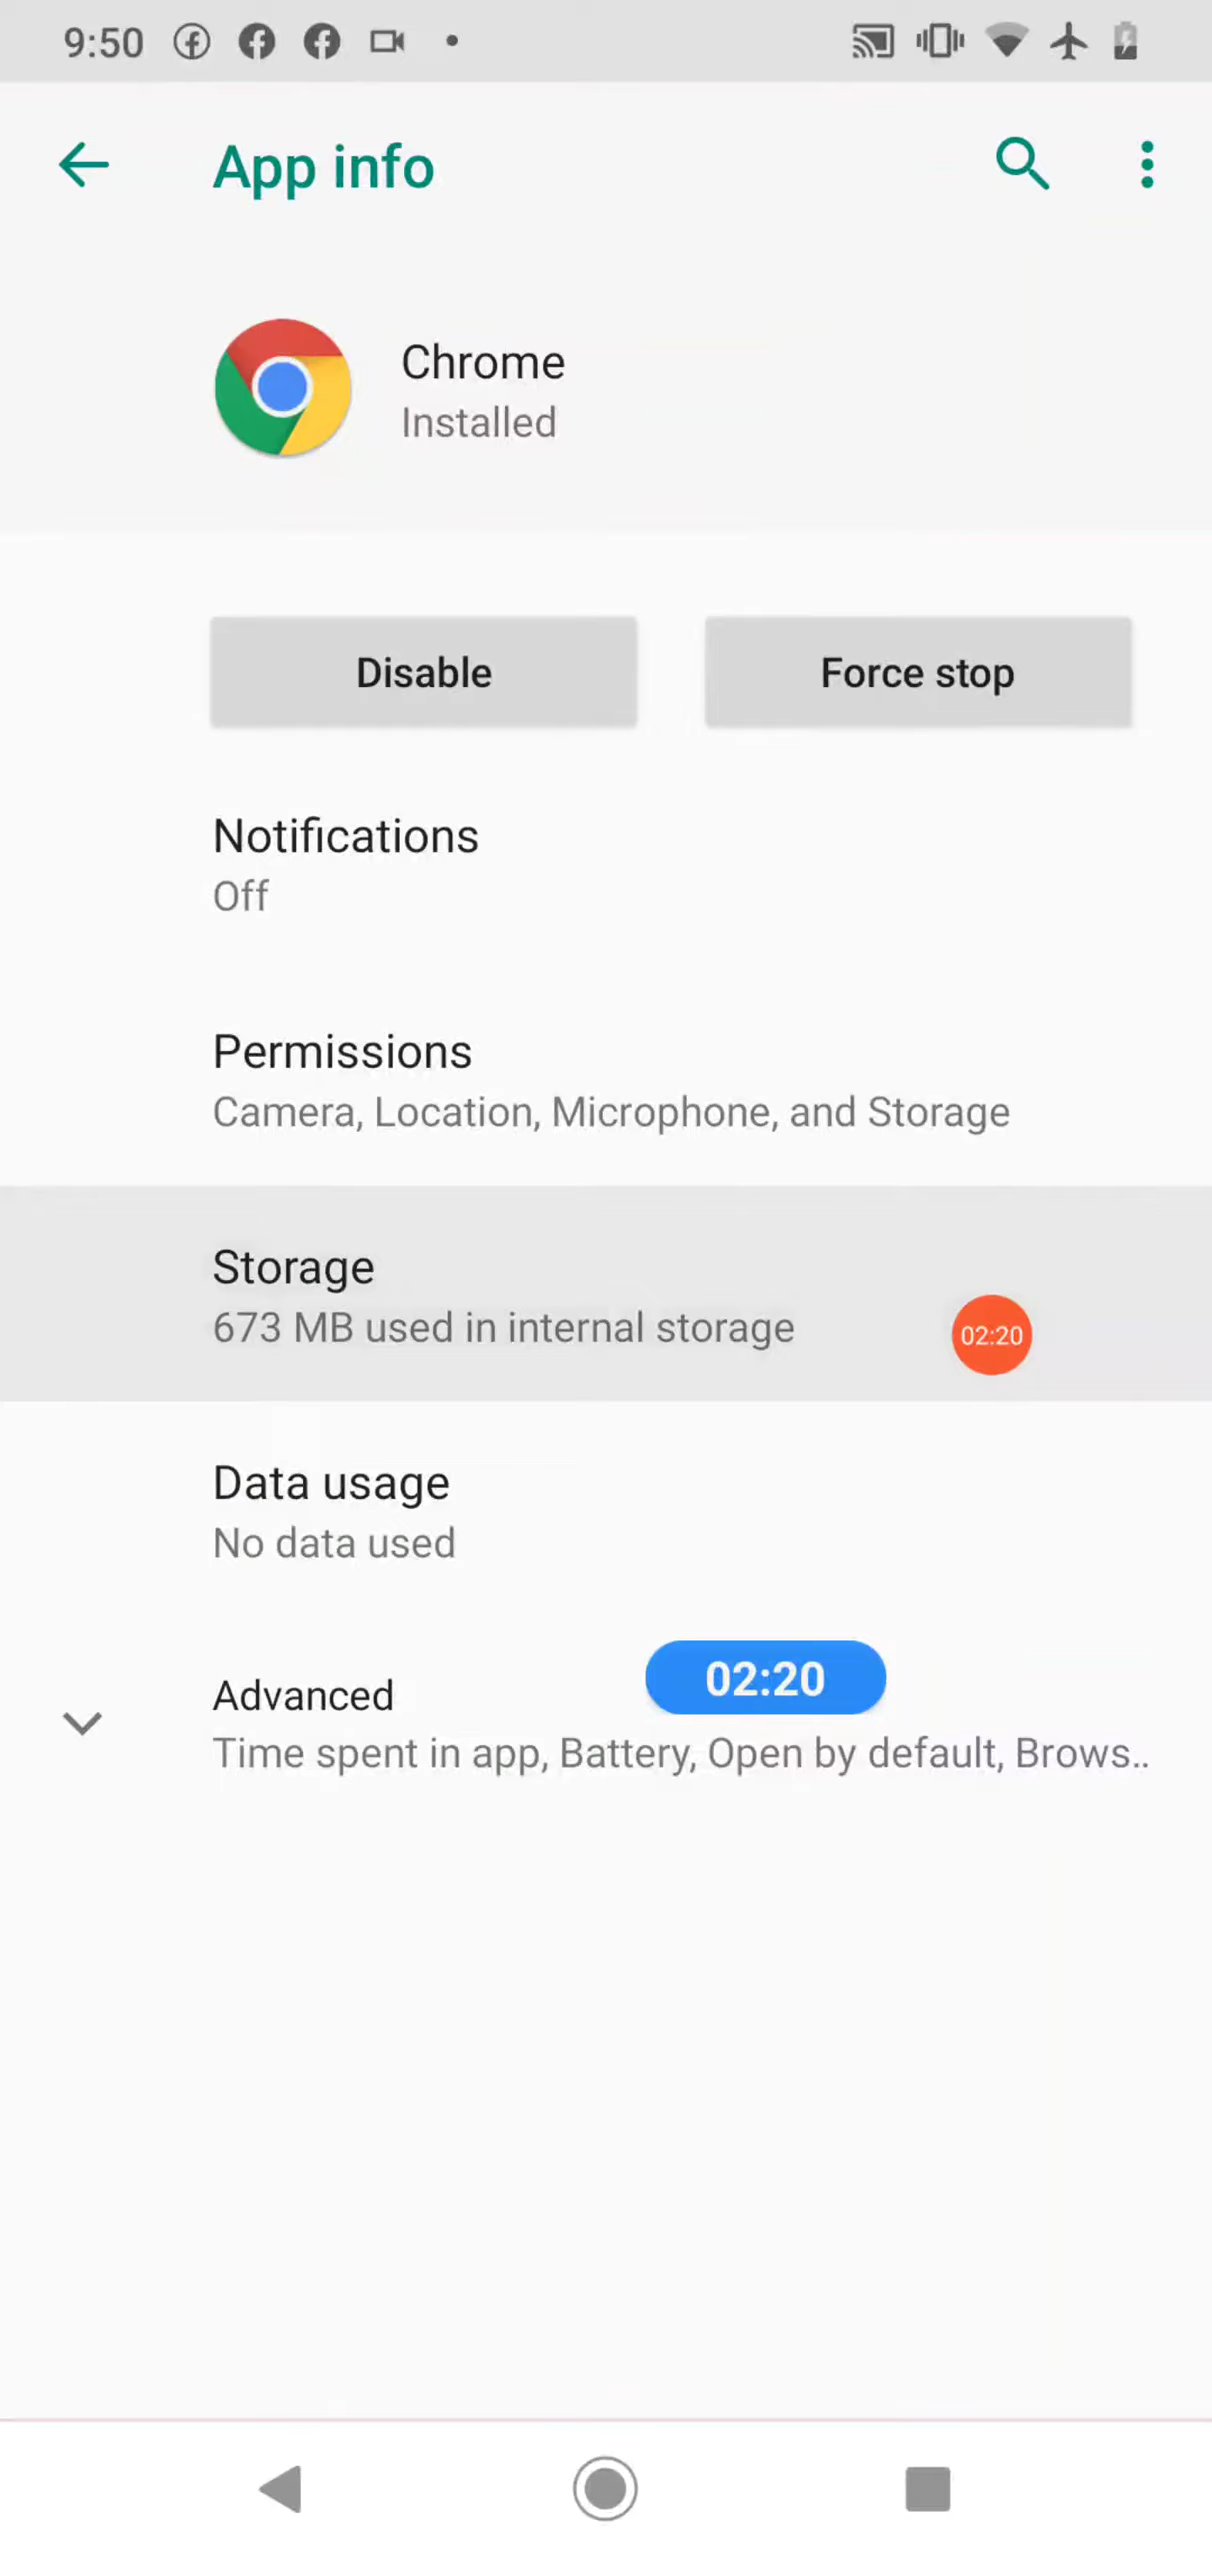 9:50
App info
Chrome
Installed
Disable
Force stop
Notifications
Off
Permissions
Camera, Location, Microphone, and Storage
Storage
673 MB used in internal storage
02:20
Data usage
No data used
02:20
Advanced
Time spent in app, Battery, Open by default, Brows..